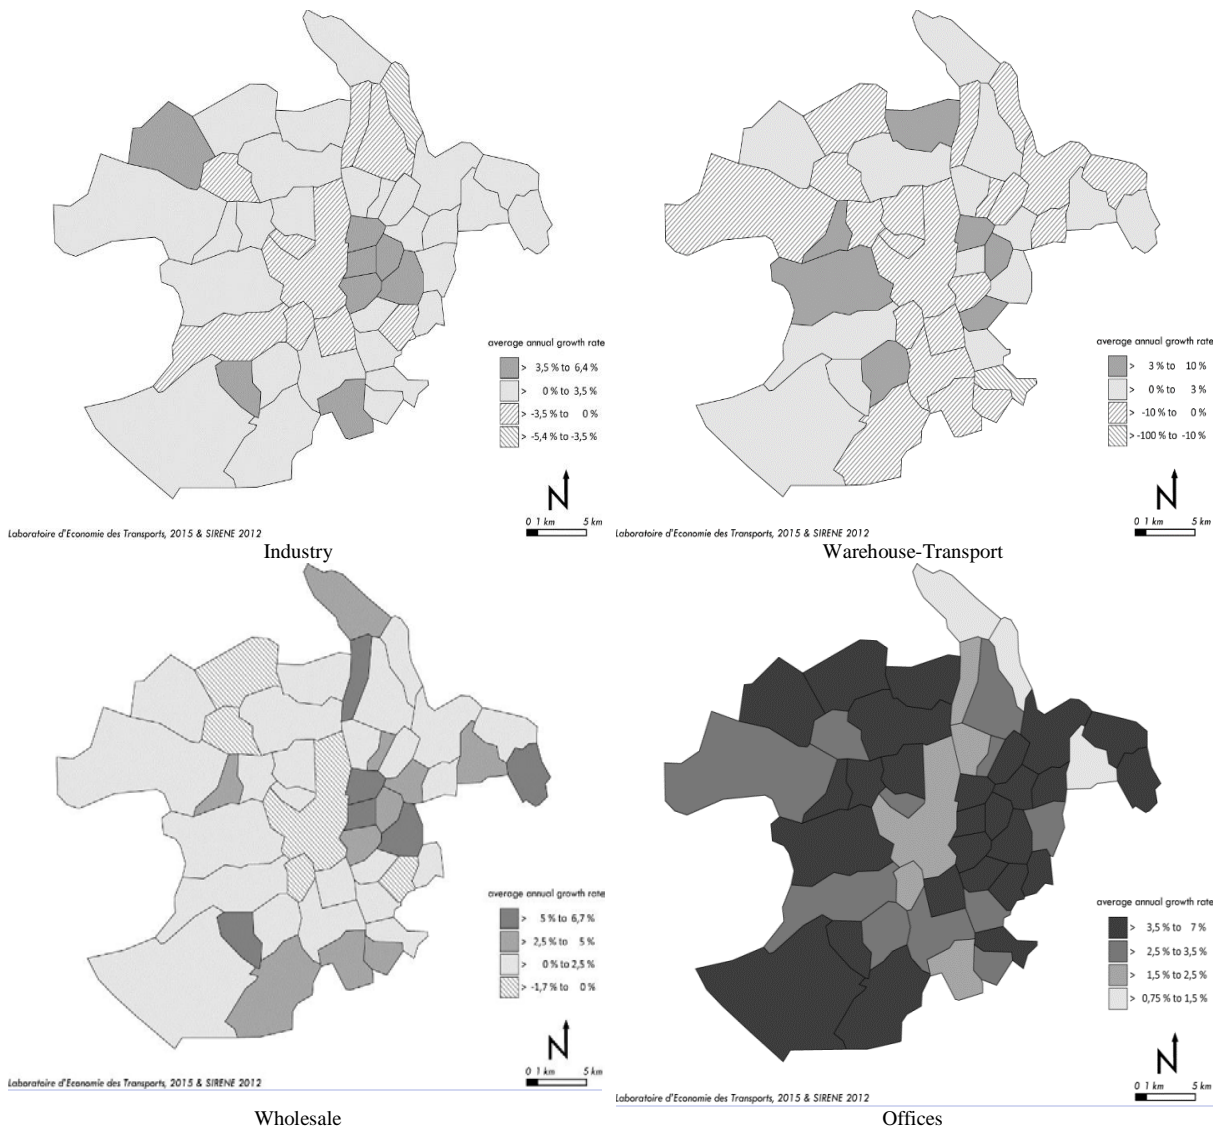 average annual growth rate
> 3,5 % to 6,4 %
> 0 % to 3,5 %
> -3,5 % to 0 %
> -5,4 % to -3,5 %
N
0 1 km 5 km
Laboratoire d'Economie des Transports, 2015 & SIRENE 2012
Industry
average annual growth rate
> 3 % to 10 %
> 0 % to 3 %
> -10 % to 0 %
> -100 % to -10 %
N
0 1 km 5 km
Laboratoire d'Economie des Transports, 2015 & SIRENE 2012
Warehouse-Transport
average annual growth rate
> 5 % to 6,7 %
> 2,5 % to 5 %
> 0 % to 2,5 %
> -1,7 % to 0 %
N
0 1 km 5 km
Laboratoire d'Economie des Transports, 2015 & SIRENE 2012
Wholesale
average annual growth rate
> 3,5 % to 7 %
> 2,5 % to 3,5 %
> 1,5 % to 2,5 %
> 0,75 % to 1,5 %
N
0 1 km 5 km
Laboratoire d'Economie des Transports, 2015 & SIRENE 2012
Offices